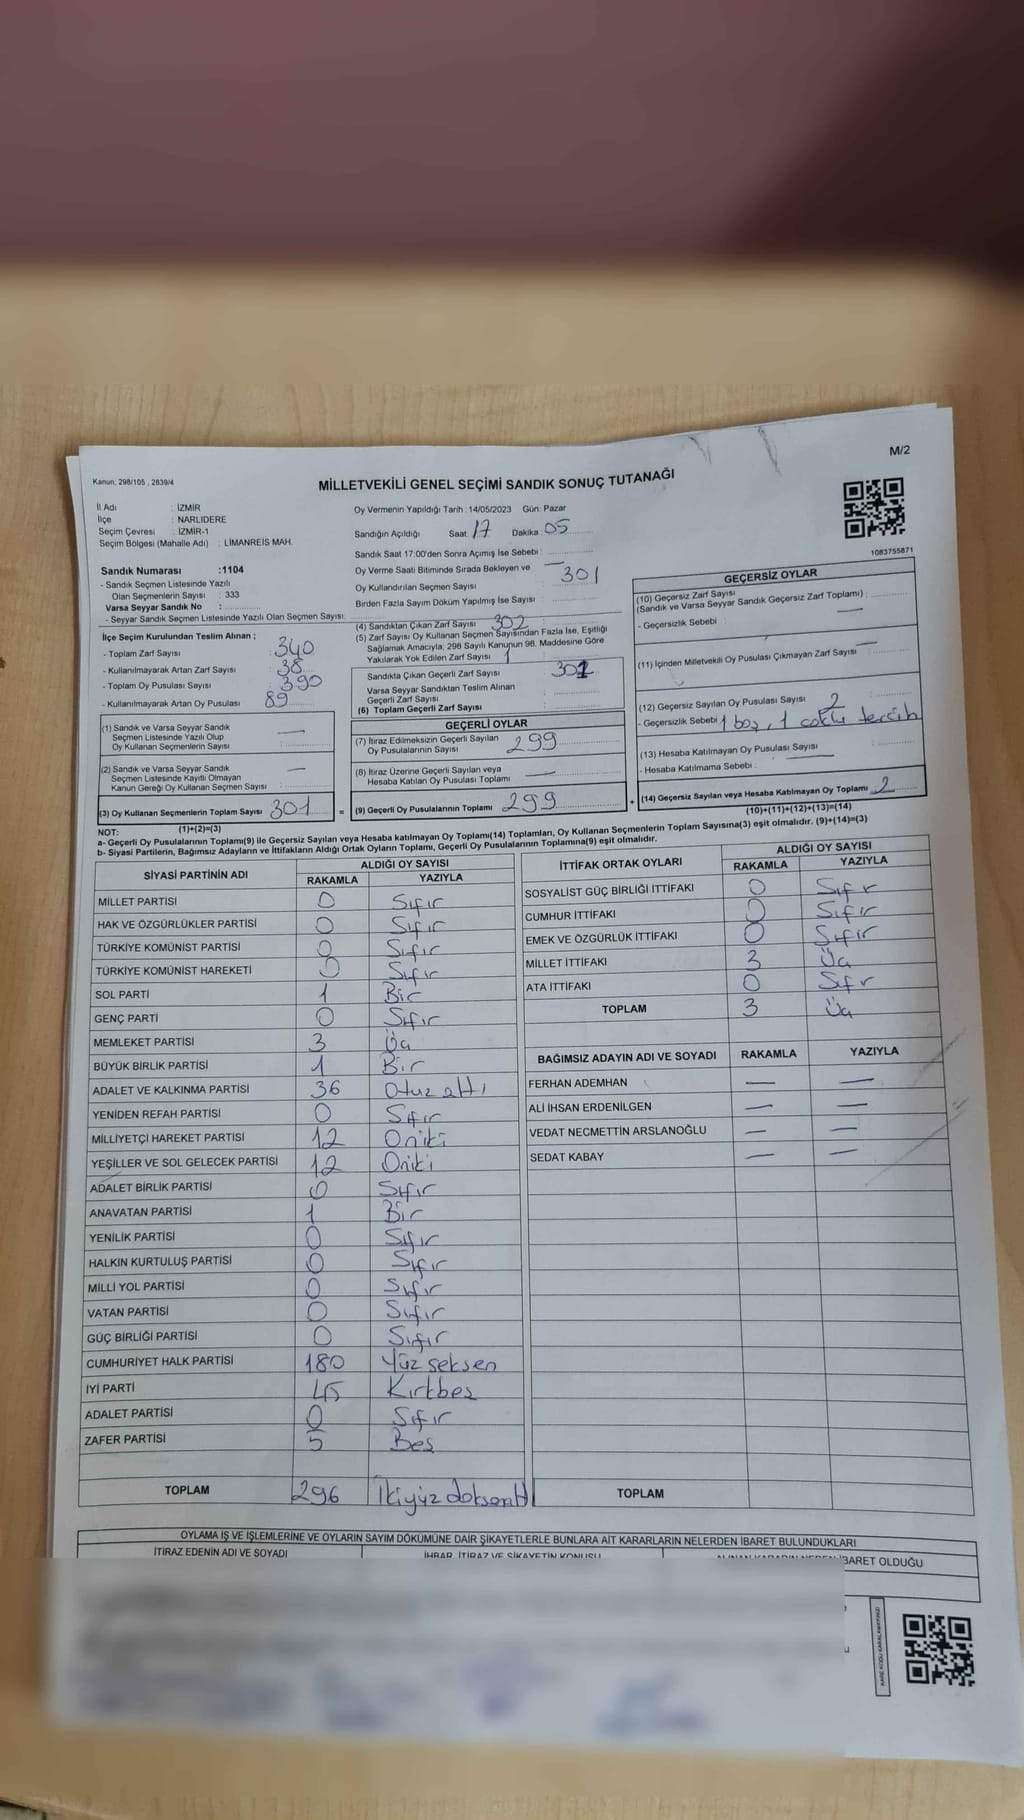 M/2
Kanun, 298/105 , 2839/4
MİLLETVEKİLİ GENEL SEÇİMİ SANDIK SONUÇ TUTANAĞI
İl Adı : İZMİR
İlçe : NARLIDERE
Seçim Çevresi : İZMİR-1
Seçim Bölgesi (Mahalle Adı) : LİMANREİS MAH.
Sandık Numarası :1104
- Sandık Seçmen Listesinde Yazılı
Olan Seçmenlerin Sayısı : 333
Varsa Seyyar Sandık No :
- Seyyar Sandık Seçmen Listesinde Yazılı Olan Seçmen Sayısı:
Oy Vermenin Yapıldığı Tarih : 14/05/2023 Gün: Pazar
Sandığın Açıldığı Saat: 17 Dakika: 05
Sandık Saat 17:00'den Sonra Açımış İse Sebebi :
Oy Verme Saati Bitiminde Sırada Bekleyen ve —
Oy Kullandırılan Seçmen Sayısı 301
Birden Fazla Sayım Döküm Yapılmış İse Sayısı :
1083755871
İlçe Seçim Kurulundan Teslim Alınan ;
- Toplam Zarf Sayısı : 340
- Kullanılmayarak Artan Zarf Sayısı : 38
- Toplam Oy Pusulası Sayısı : 390
- Kullanılmayarak Artan Oy Pusulası : 89
(1) Sandık ve Varsa Seyyar Sandık
Seçmen Listesinde Yazılı Olup
Oy Kullanan Seçmenlerin Sayısı : —
(2) Sandık ve Varsa Seyyar Sandık
Seçmen Listesinde Kayıtlı Olmayan
Kanun Gereği Oy Kullanan Seçmen Sayısı : —
(3) Oy Kullanan Seçmenlerin Toplam Sayısı : 301 =
(1)+(2)=(3)
(4) Sandıktan Çıkan Zarf Sayısı : 302
(5) Zarf Sayısı Oy Kullanan Seçmen Sayısından Fazla İse, Eşitliği
Sağlamak Amacıyla; 298 Sayılı Kanunun 98. Maddesine Göre
Yakılarak Yok Edilen Zarf Sayısı : 1
Sandıkta Çıkan Geçerli Zarf Sayısı : 301
Varsa Seyyar Sandıktan Teslim Alınan
Geçerli Zarf Sayısı :
(6) Toplam Geçerli Zarf Sayısı :
GEÇERLİ OYLAR
(7) İtiraz Edilmeksizin Geçerli Sayılan
Oy Pusulalarının Sayısı : 299
(8) İtiraz Üzerine Geçerli Sayılan veya
Hesaba Katılan Oy Pusulası Toplamı : —
(9) Geçerli Oy Pusulalarının Toplamı : 299 +
GEÇERSİZ OYLAR
(10) Geçersiz Zarf Sayısı
(Sandık ve Varsa Seyyar Sandık Geçersiz Zarf Toplamı) :
- Geçersizlik Sebebi : —
(11) İçinden Milletvekili Oy Pusulası Çıkmayan Zarf Sayısı : —
(12) Geçersiz Sayılan Oy Pusulası Sayısı : 2
- Geçersizlik Sebebi : 1 boş, 1 çoklu tercih
(13) Hesaba Katılmayan Oy Pusulası Sayısı :
- Hesaba Katılmama Sebebi : —
(14) Geçersiz Sayılan veya Hesaba Katılmayan Oy Toplamı : 2
(10)+(11)+(12)+(13)=(14)
NOT:
a- Geçerli Oy Pusulalarının Toplamı(9) ile Geçersiz Sayılan veya Hesaba katılmayan Oy Toplamı(14) Toplamları, Oy Kullanan Seçmenlerin Toplam Sayısına(3) eşit olmalıdır. (9)+(14)=(3)
b- Siyasi Partilerin, Bağımsız Adayların ve İttifakların Aldığı Ortak Oyların Toplamı, Geçerli Oy Pusulalarının Toplamına(9) eşit olmalıdır.
SİYASİ PARTİNİN ADI ALDIĞI OY SAYISI
RAKAMLA YAZIYLA
MİLLET PARTİSİ 0 Sıfır
HAK VE ÖZGÜRLÜKLER PARTİSİ 0 Sıfır
TÜRKİYE KOMÜNİST PARTİSİ 0 Sıfır
TÜRKİYE KOMÜNİST HAREKETİ 0 Sıfır
SOL PARTİ 1 Bir
GENÇ PARTİ 0 Sıfır
MEMLEKET PARTİSİ 3 Üç
BÜYÜK BİRLİK PARTİSİ 1 Bir
ADALET VE KALKINMA PARTİSİ 36 Otuz altı
YENİDEN REFAH PARTİSİ 0 Sıfır
MİLLİYETÇİ HAREKET PARTİSİ 12 Oniki
YEŞİLLER VE SOL GELECEK PARTİSİ 12 Oniki
ADALET BİRLİK PARTİSİ 0 Sıfır
ANAVATAN PARTİSİ 1 Bir
YENİLİK PARTİSİ 0 Sıfır
HALKIN KURTULUŞ PARTİSİ 0 Sıfır
MİLLİ YOL PARTİSİ 0 Sıfır
VATAN PARTİSİ 0 Sıfır
GÜÇ BİRLİĞİ PARTİSİ 0 Sıfır
CUMHURİYET HALK PARTİSİ 180 Yüz seksen
İYİ PARTİ 45 Kırkbeş
ADALET PARTİSİ 0 Sıfır
ZAFER PARTİSİ 5 Beş
TOPLAM 296 İkiyüz doksanaltı
İTTİFAK ORTAK OYLARI ALDIĞI OY SAYISI
RAKAMLA YAZIYLA
SOSYALİST GÜÇ BİRLİĞİ İTTİFAKI 0 Sıfır
CUMHUR İTTİFAKI 0 Sıfır
EMEK VE ÖZGÜRLÜK İTTİFAKI 0 Sıfır
MİLLET İTTİFAKI 3 Üç
ATA İTTİFAKI 0 Sıfır
TOPLAM 3 Üç
BAĞIMSIZ ADAYIN ADI VE SOYADI RAKAMLA YAZIYLA
FERHAN ADEMHAN — —
ALİ İHSAN ERDENİLGEN — —
VEDAT NECMETTİN ARSLANOĞLU — —
SEDAT KABAY — —
TOPLAM
OYLAMA İŞ VE İŞLEMLERİNE VE OYLARIN SAYIM DÖKÜMÜNE DAİR ŞİKAYETLERLE BUNLARA AİT KARARLARIN NELERDEN İBARET BULUNDUKLARI
İTİRAZ EDENİN ADI VE SOYADI İHBAR, İTİRAZ VE ŞİKAYETİN KONUSU İBARET OLDUĞU